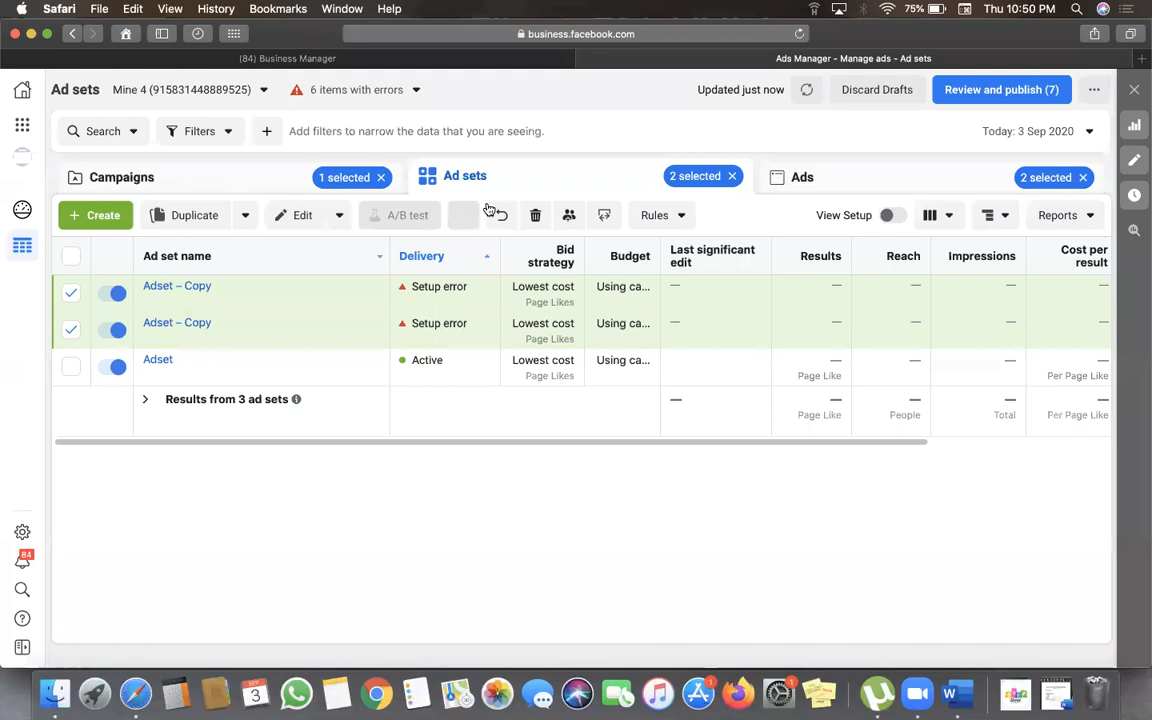 Safari File Edit View History Bookmarks Window Help 75% Thu 10:50 PM
business.facebook.com
(84) Business Manager Ads Manager - Manage ads - Ad sets
Ad sets Mine 4 (915831448889525) 6 items with errors Updated just now Discard Drafts Review and publish (7)
Search Filters Add filters to narrow the data that you are seeing. Today: 3 Sep 2020
Campaigns 1 selected Ad sets 2 selected Ads 2 selected
Create Duplicate Edit A/B test Rules View Setup Reports
Ad set name Delivery Bid strategy Budget Last significant edit Results Reach Impressions Cost per result
Adset – Copy Setup error Lowest cost Using ca... — — — — —
Page Likes
Adset – Copy Setup error Lowest cost Using ca... — — — — —
Page Likes
Adset Active Lowest cost Using ca... — — — —
Page Likes Page Like Per Page Like
Results from 3 ad sets — — — — —
Page Like People Total Per Page Like
84
SEP
3
1
1
W